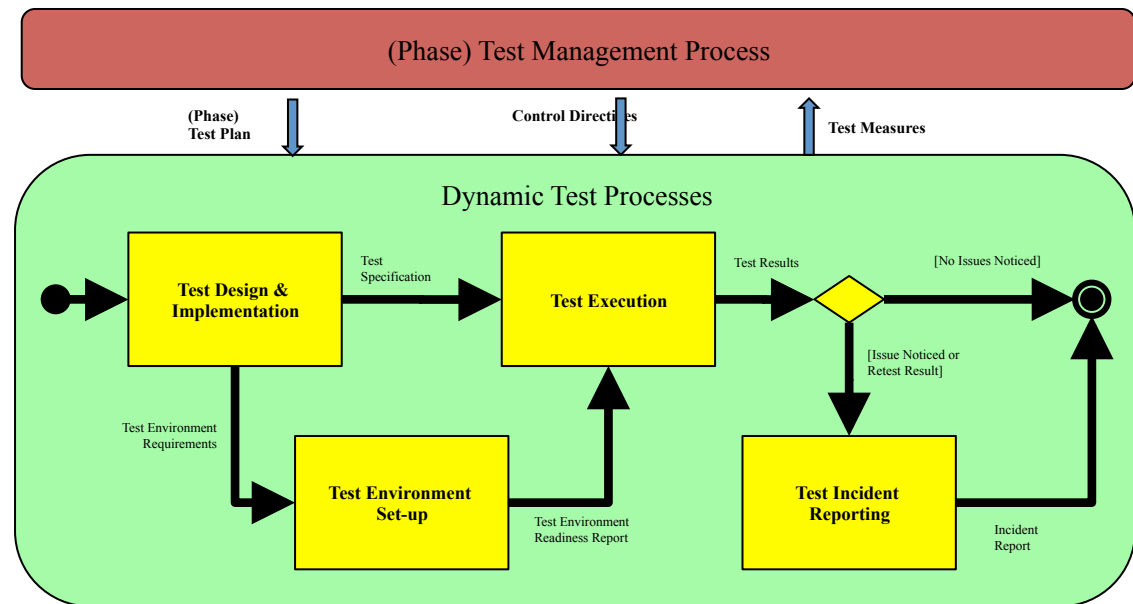 (Phase) Test Management Process
(Phase)
Test Plan
Control Directives
Test Measures
Dynamic Test Processes
Test Design &
Implementation
Test
Specification
Test Execution
Test Results
[No Issues Noticed]
[Issue Noticed or
Retest Result]
Test Environment
Requirements
Test Environment
Set-up
Test Environment
Readiness Report
Test Incident
Reporting
Incident
Report